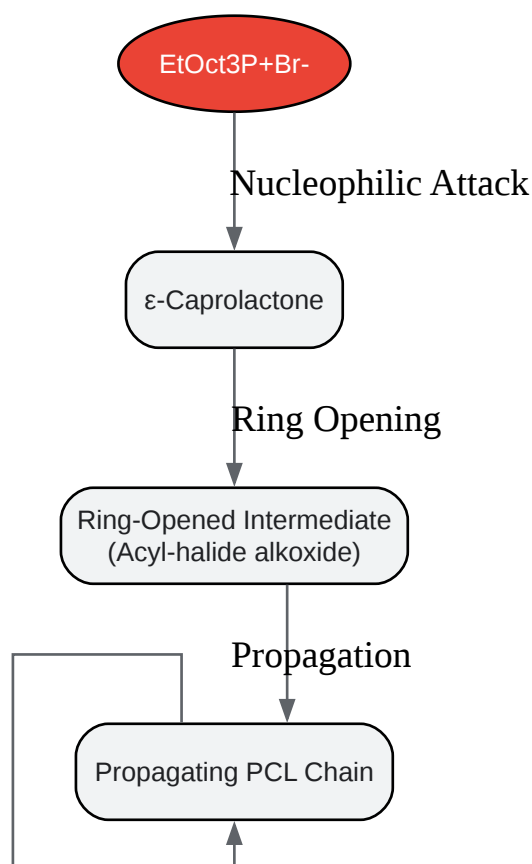 EtOct3P+Br-
Nucleophilic Attack
ε-Caprolactone
Ring Opening
Ring-Opened Intermediate
(Acyl-halide alkoxide)
Propagation
Propagating PCL Chain